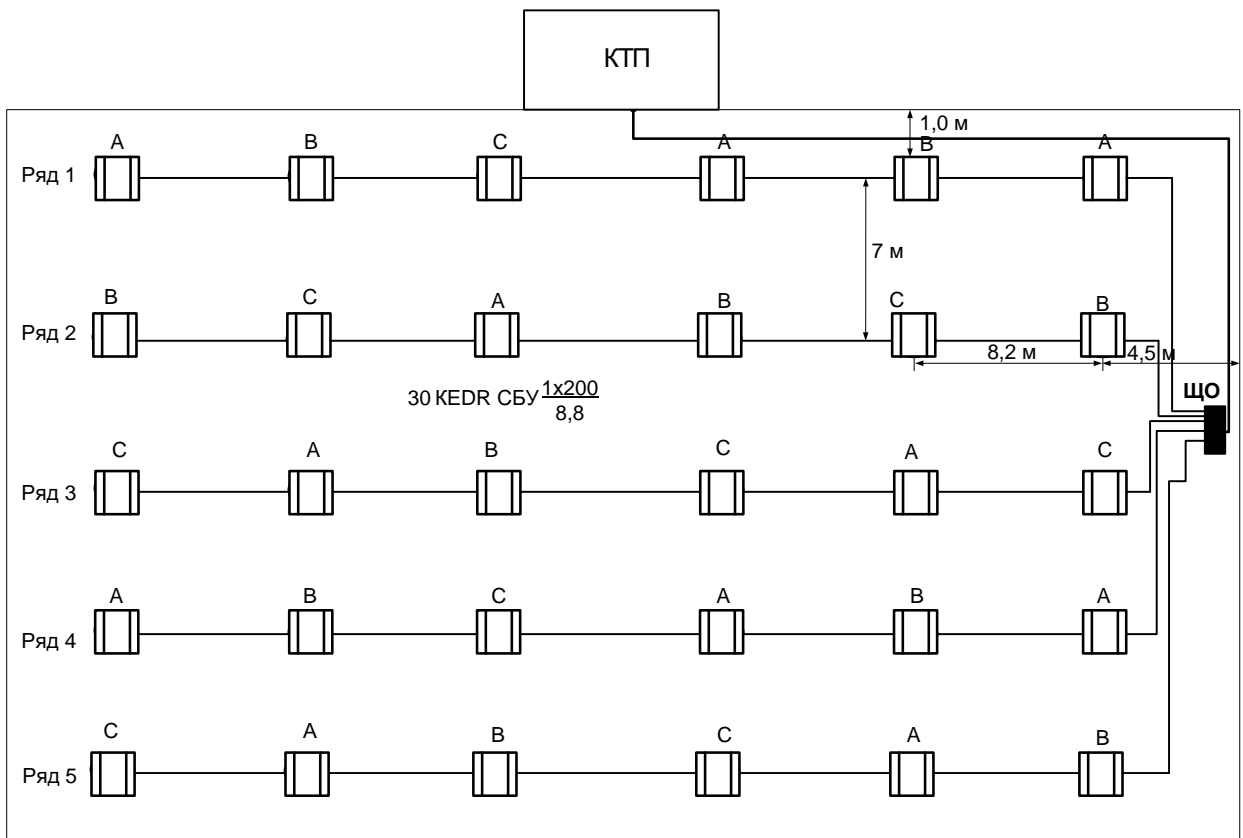 КТП
1,0 м
A B C A B A
Ряд 1
7 м
B C A B C B
Ряд 2
8,2 м 4,5 м
30 KEDR СБУ 1x200
8,8
ЩО
C A B C A C
Ряд 3
A B C A B A
Ряд 4
C A B C A B
Ряд 5